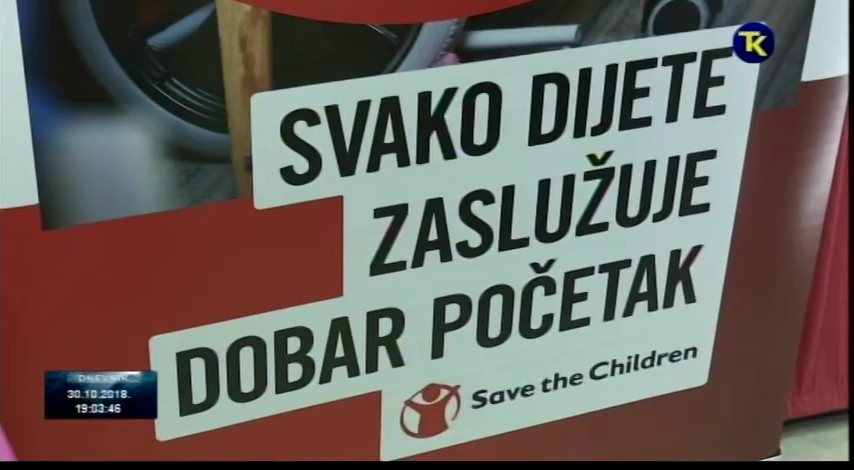 TK
SVAKO DIJETE
ZASLUŽUJE
DOBAR POČETAK
Save the Children
DNEVNIK
30.10.2018.
19:03:46